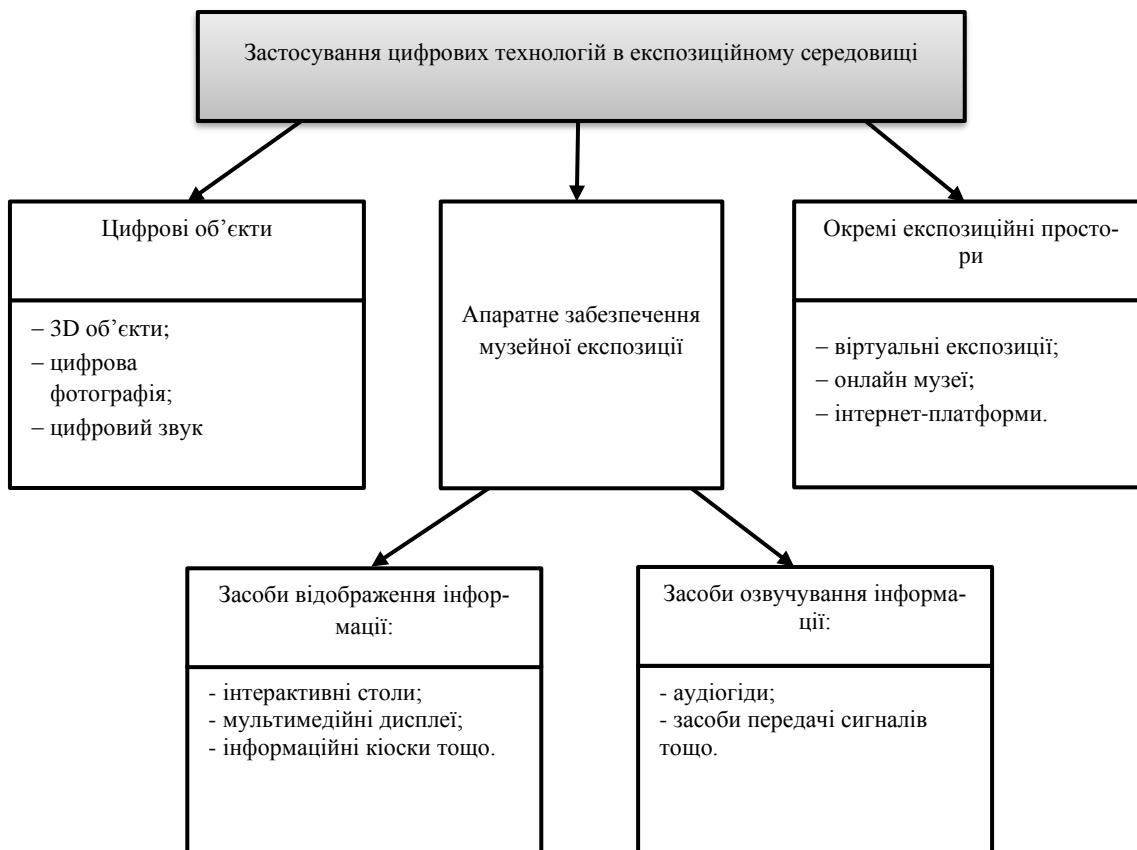 Застосування цифрових технологій в експозиційному середовищі
Цифрові об’єкти
– 3D об’єкти;
– цифрова
фотографія;
– цифровий звук
Апаратне забезпечення
музейної експозиції
Окремі експозиційні просто-
ри
– віртуальні експозиції;
– онлайн музеї;
– інтернет-платформи.
Засоби відображення інфор-
мації:
- інтерактивні столи;
- мультимедійні дисплеї;
- інформаційні кіоски тощо.
Засоби озвучування інформа-
ції:
- аудіогіди;
- засоби передачі сигналів
тощо.